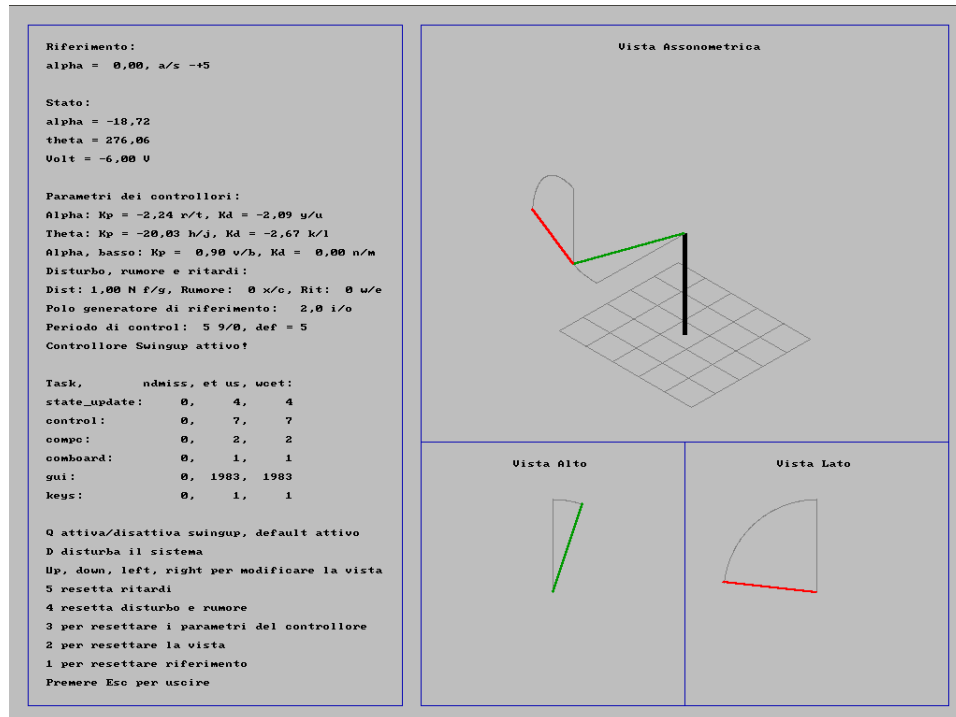 Riferimento:
alpha =  0,00, a/s -+5
Stato:
alpha = -18,72
theta = 276,06
Volt = -6,00 V
Parametri dei controllori:
Alpha: Kp = -2,24 r/t, Kd = -2,09 y/u
Theta: Kp = -20,03 h/j, Kd = -2,67 k/l
Alpha, basso: Kp =  0,90 v/b, Kd =  0,00 n/m
Disturbo, rumore e ritardi:
Dist: 1,00 N f/g, Rumore:  0 x/c, Rit:  0 w/e
Polo generatore di riferimento:   2,0 i/o
Periodo di control:  5 9/0, def = 5
Controllore Swingup attivo!
Task,        ndmiss, et us, wcet:
state_update:     0,     4,     4
control:          0,     7,     7
compc:            0,     2,     2
comboard:         0,     1,     1
gui:              0,  1983,  1983
keys:             0,     1,     1
Q attiva/disattiva swingup, default attivo
D disturba il sistema
Up, down, left, right per modificare la vista
5 resetta ritardi
4 resetta disturbo e rumore
3 per resettare i parametri del controllore
2 per resettare la vista
1 per resettare riferimento
Premere Esc per uscire
Vista Assonometrica
Vista Alto
Vista Lato